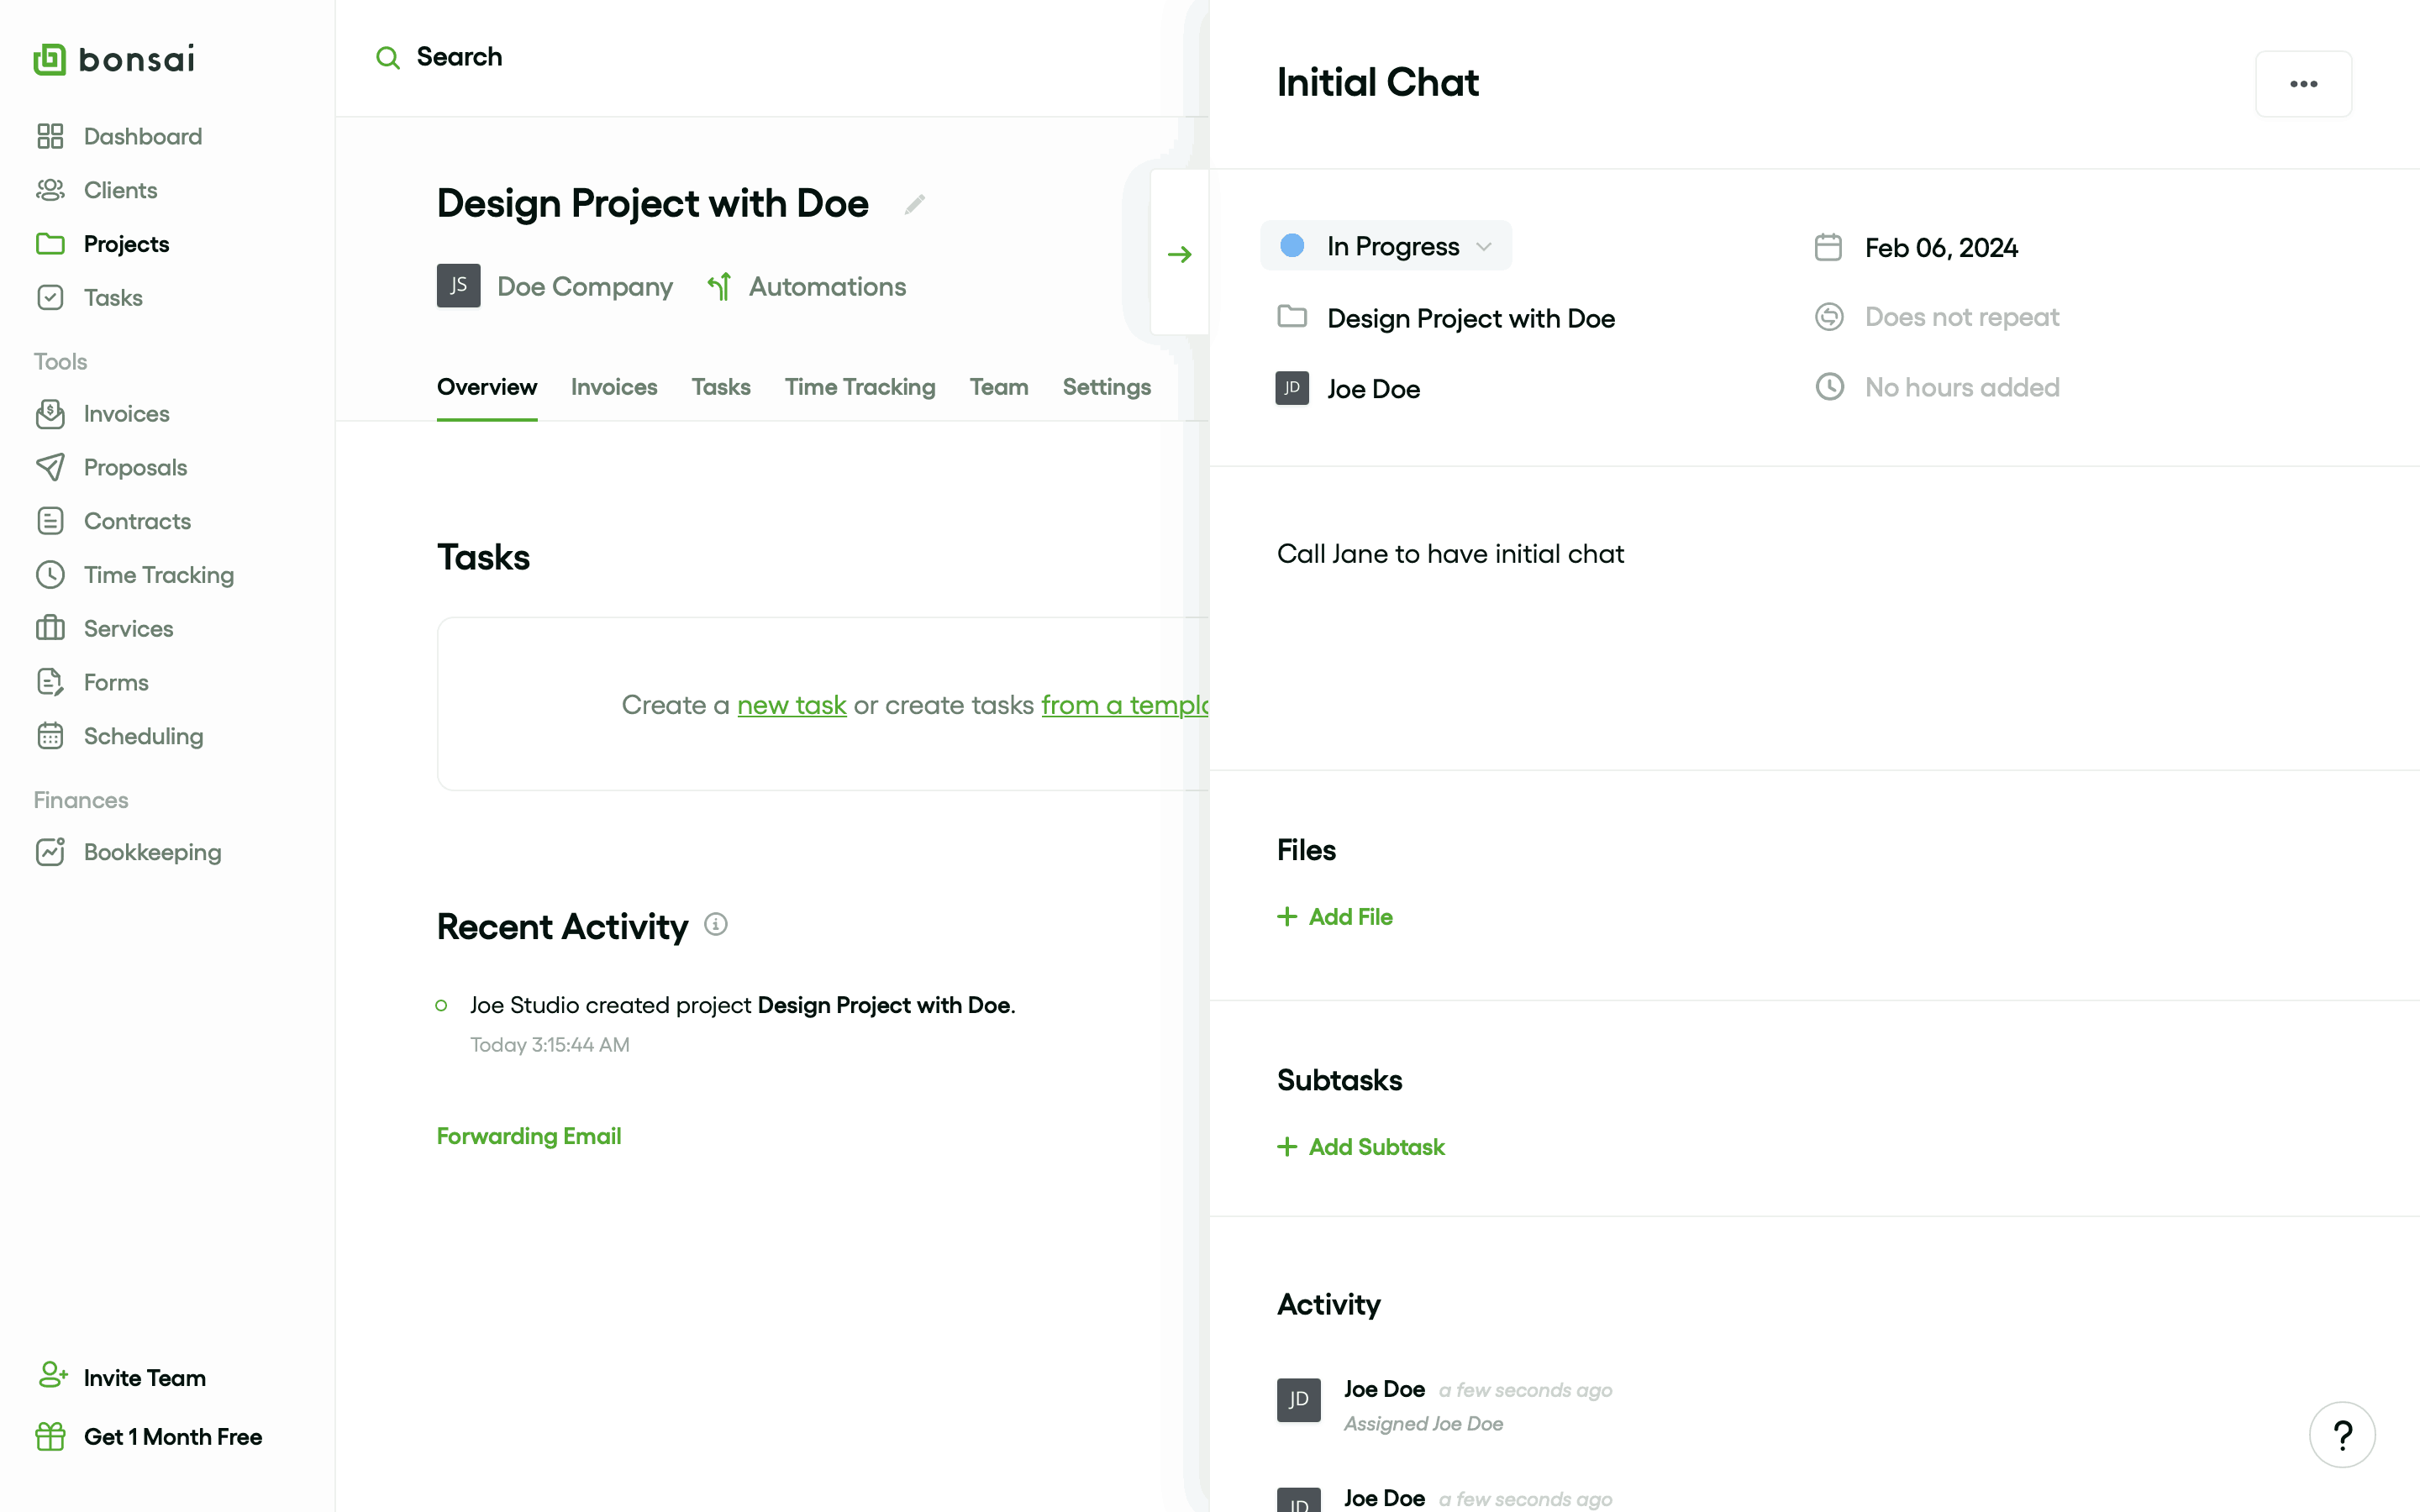 bonsai
Dashboard
Clients
Projects
Tasks
Tools
Invoices
Proposals
Contracts
Time Tracking
Services
Forms
Scheduling
Finances
Bookkeeping
Invite Team
Get 1 Month Free
Search
Design Project with Doe
JS Doe Company Automations
Overview Invoices Tasks Time Tracking Team Settings
Tasks
Create a new task or create tasks from a
Recent Activity
Joe Studio created project Design Project with Doe.
Today 3:15:44 AM
Forwarding Email
Initial Chat
In Progress
Feb 06, 2024
Design Project with Doe
Does not repeat
JD Joe Doe
No hours added
Call Jane to have initial chat
Files
+ Add File
Subtasks
+ Add Subtask
Activity
JD Joe Doe a few seconds ago
Assigned Joe Doe
JD Joe Doe a few seconds ago
?